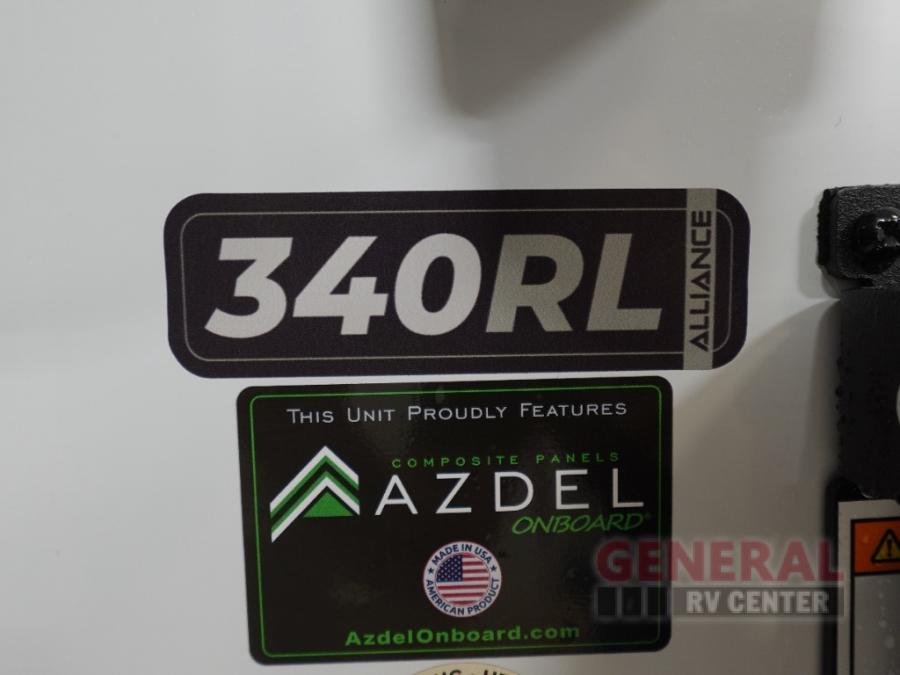 340RL
ALLIANCE
THIS UNIT PROUDLY FEATURES
COMPOSITE PANELS
AZDEL
ONBOARD®
MADE IN USA
AMERICAN PRODUCT
AzdelOnboard.com
GENERAL
RV CENTER